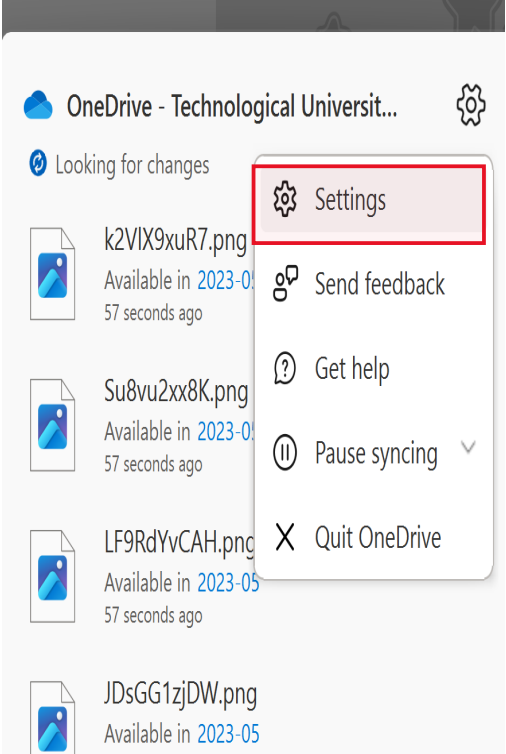 OneDrive - Technological Universit...
Looking for changes
Settings
k2VlX9xuR7.png
Available in 2023-05
57 seconds ago
Send feedback
Get help
Su8vu2xx8K.png
Available in 2023-05
57 seconds ago
Pause syncing
Quit OneDrive
LF9RdYvCAH.png
Available in 2023-05
57 seconds ago
JDsGG1zjDW.png
Available in 2023-05